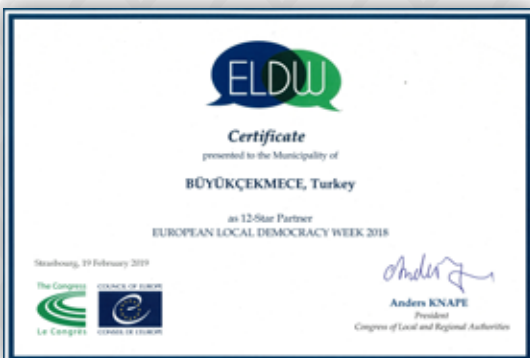 ELDW
Certificate
presented to the Municipality of
BÜYÜKÇEKMECE, Turkey
as 12-Star Partner
EUROPEAN LOCAL DEMOCRACY WEEK 2018
Strasbourg, 19 February 2019
The Congress
Le Congrès
COUNCIL OF EUROPE
CONSEIL DE L'EUROPE
Anders KNAPE
President
Congress of Local and Regional Authorities